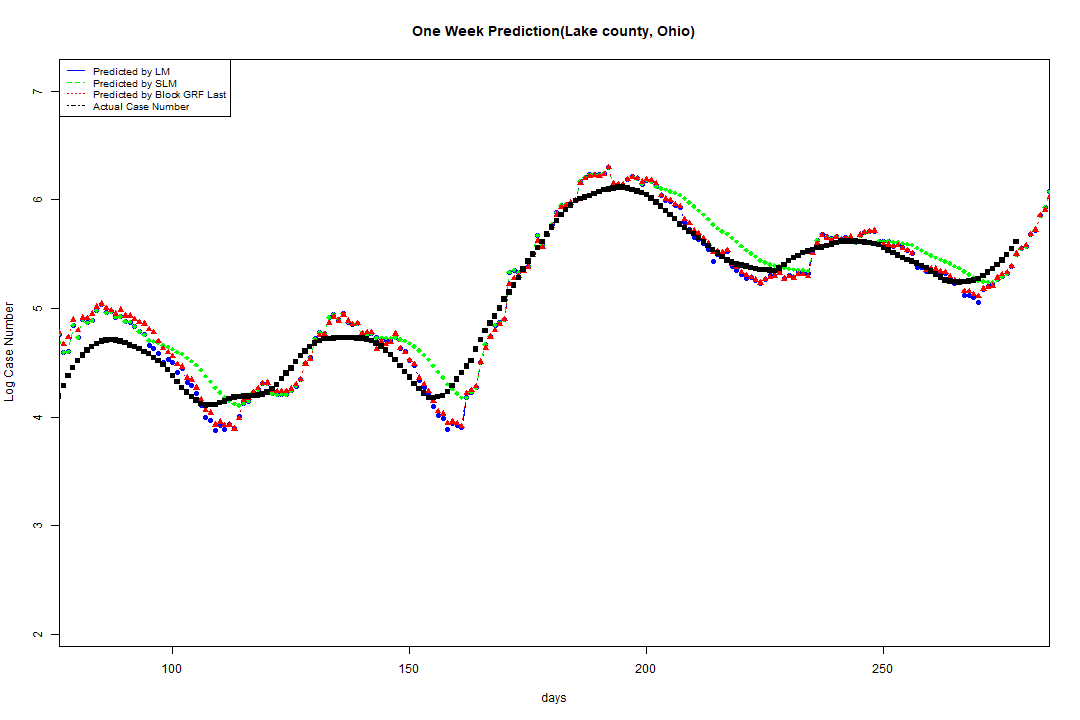 One Week Prediction(Lake county, Ohio)
Predicted by LM
Predicted by SLM
Predicted by Block GRF Last
Actual Case Number
Log Case Number
7
6
5
4
3
2
100
150
200
250
days